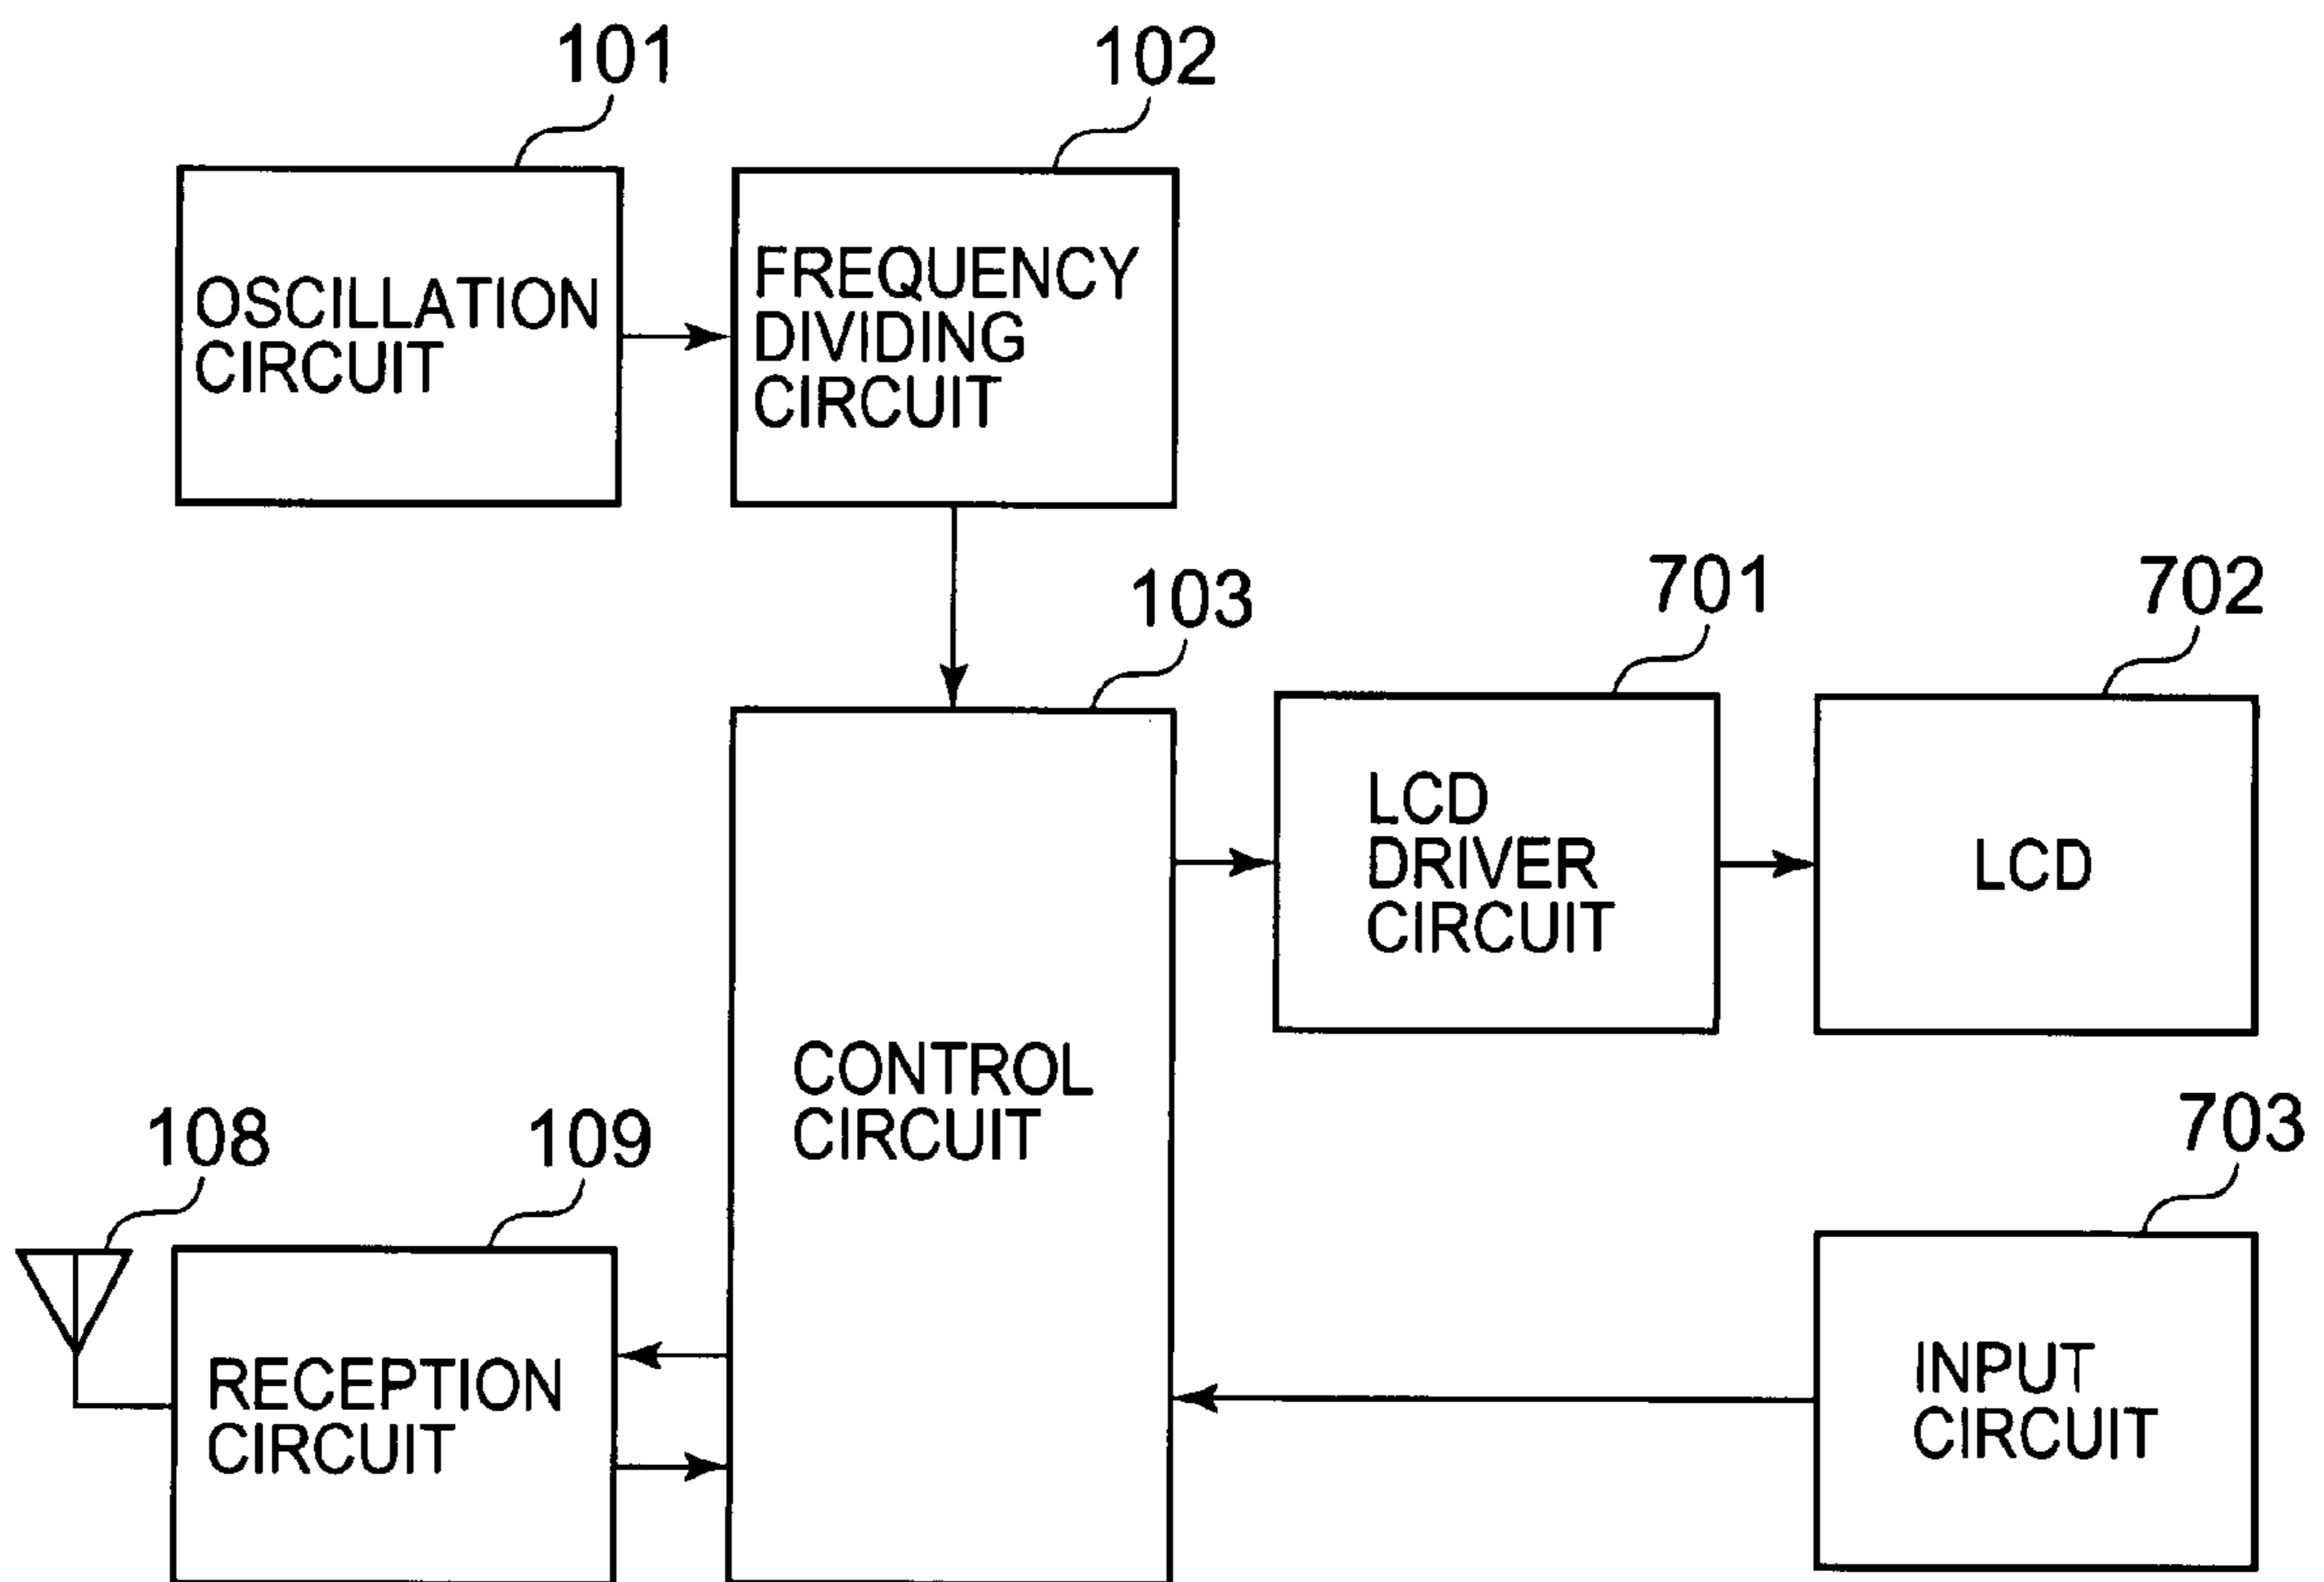 101
102
OSCILLATION
CIRCUIT
FREQUENCY
DIVIDING
CIRCUIT
103
701
702
LCD
DRIVER
CIRCUIT
LCD
CONTROL
CIRCUIT
108
109
703
RECEPTION
CIRCUIT
INPUT
CIRCUIT